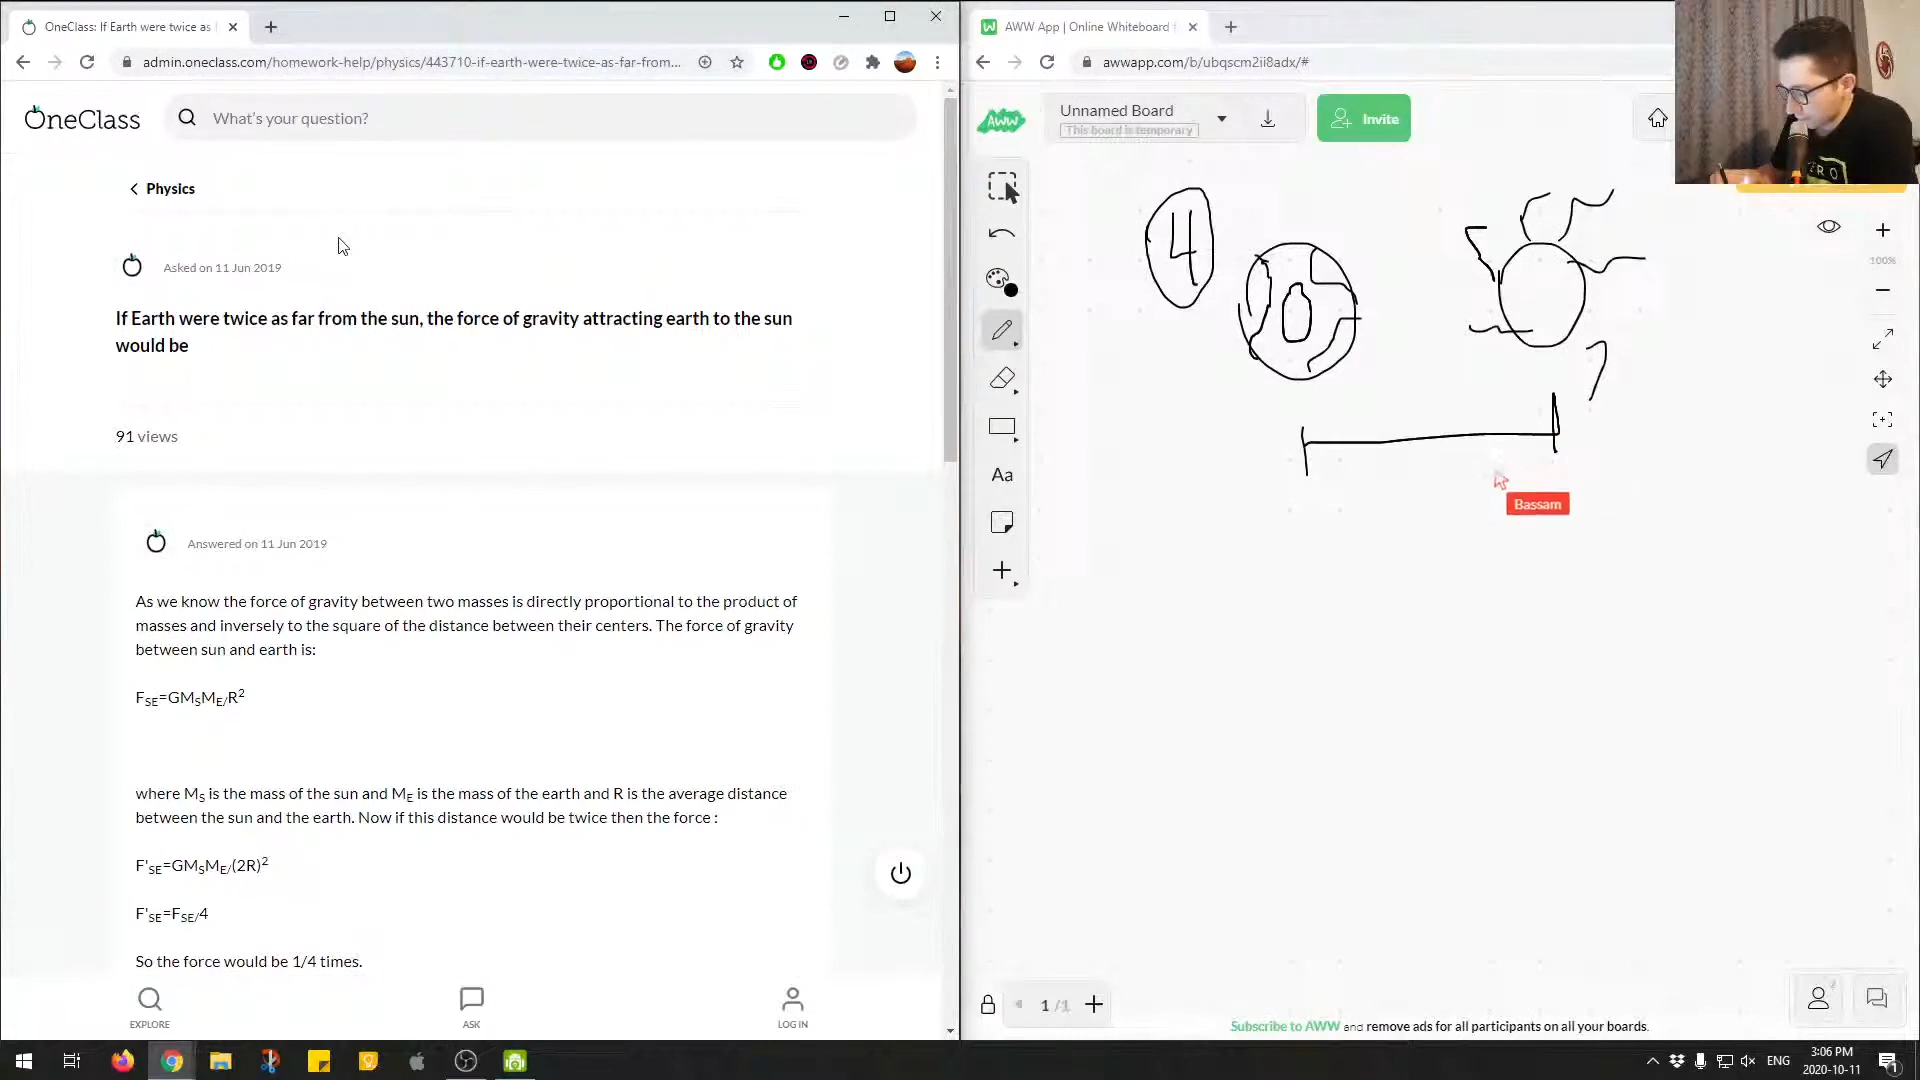 OneClass: If Earth were twice as
admin.oneclass.com/homework-help/physics/443710-if-earth-were-twice-as-far-from...
OneClass
What's your question?
Physics
Asked on 11 Jun 2019
If Earth were twice as far from the sun, the force of gravity attracting earth to the sun
would be
91 views
Answered on 11 Jun 2019
As we know the force of gravity between two masses is directly proportional to the product of
masses and inversely to the square of the distance between their centers. The force of gravity
between sun and earth is:
F_SE=GM_SM_E/R²
where M_S is the mass of the sun and M_E is the mass of the earth and R is the average distance
between the sun and the earth. Now if this distance would be twice then the force :
F'_SE=GM_SM_E/(2R)²
F'_SE=F_SE/4
So the force would be 1/4 times.
EXPLORE
ASK
LOG IN
AWW App | Online Whiteboard
awwapp.com/b/ubqscm2ii8adx/#
AWW
Unnamed Board
This board is temporary
Invite
4
100%
Aa
Bassam
1 /1
Subscribe to AWW and remove ads for all participants on all your boards.
ENG
3:06 PM
2020-10-11